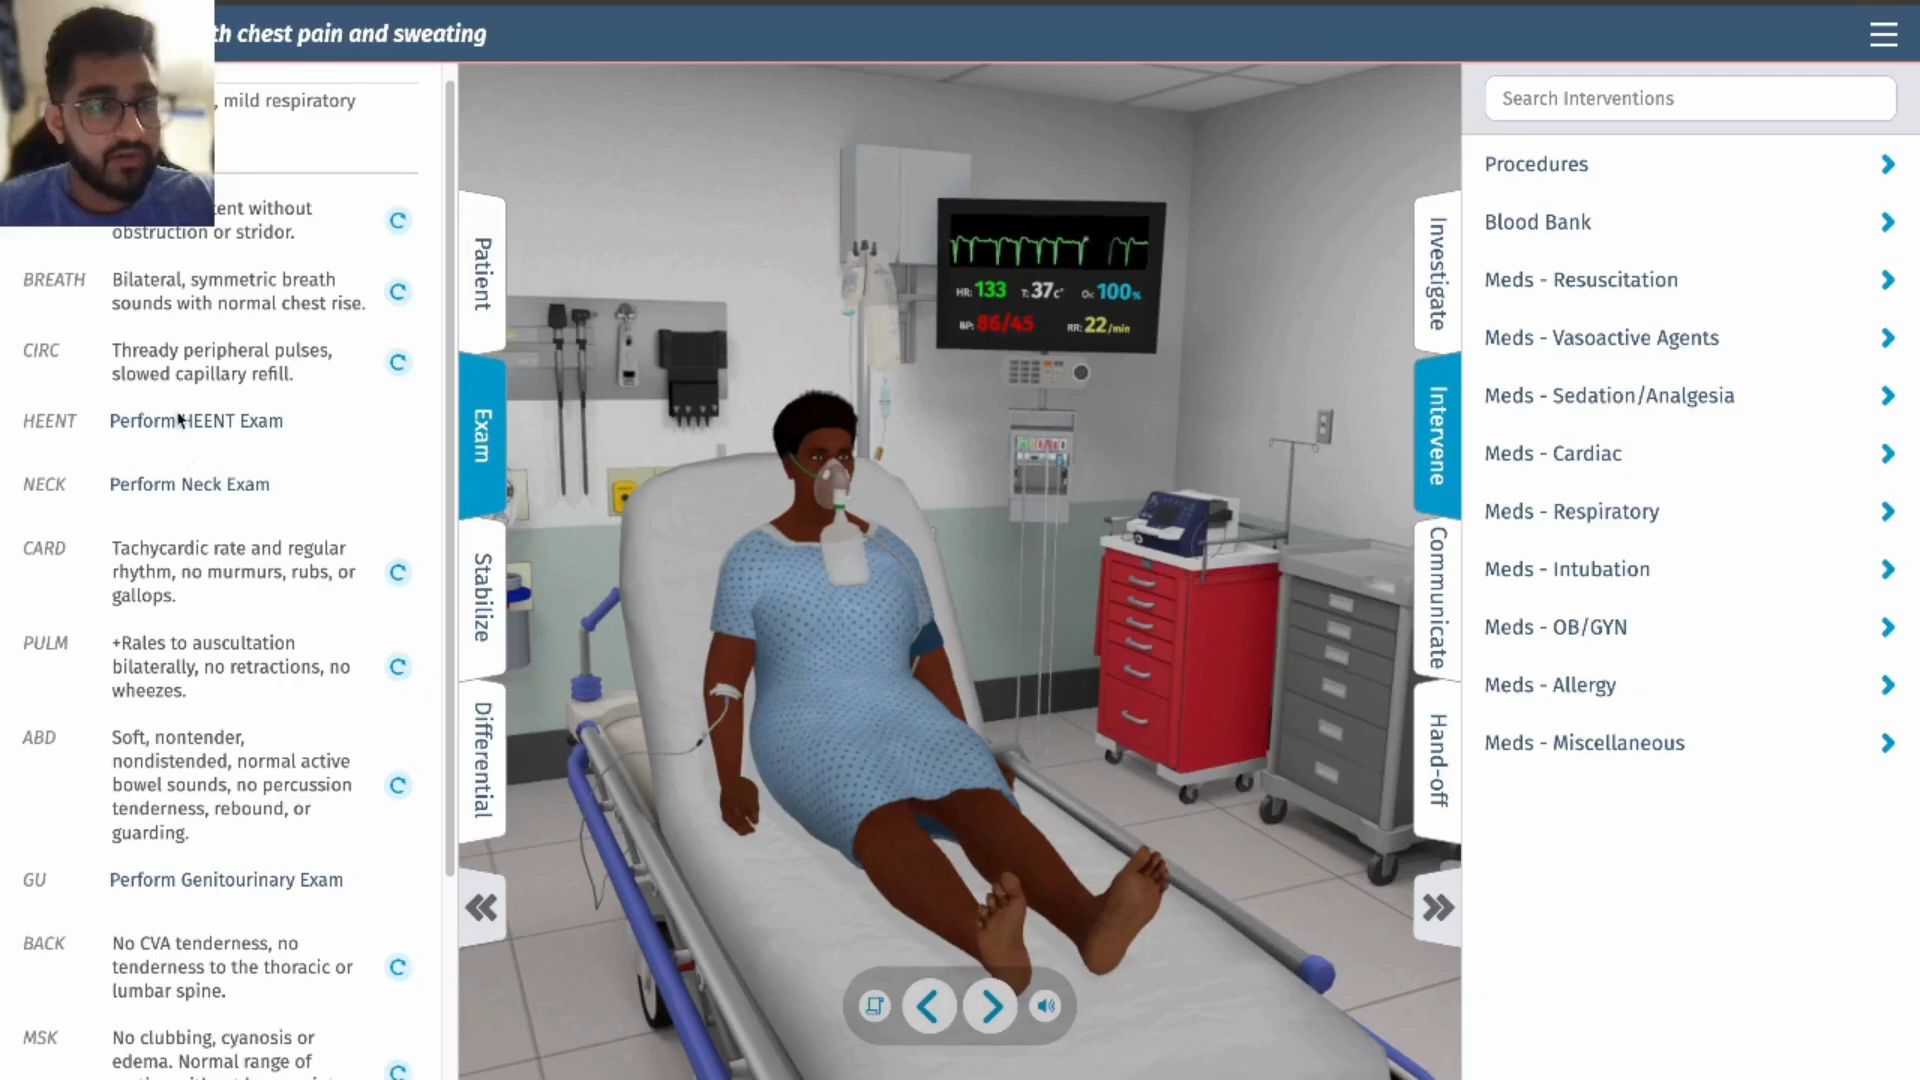 th chest pain and sweating
, mild respiratory
tent without
obstruction or stridor.
BREATH
Bilateral, symmetric breath
sounds with normal chest rise.
CIRC
Thready peripheral pulses,
slowed capillary refill.
HEENT
Perform HEENT Exam
NECK
Perform Neck Exam
CARD
Tachycardic rate and regular
rhythm, no murmurs, rubs, or
gallops.
PULM
+Rales to auscultation
bilaterally, no retractions, no
wheezes.
ABD
Soft, nontender,
nondistended, normal active
bowel sounds, no percussion
tenderness, rebound, or
guarding.
GU
Perform Genitourinary Exam
BACK
No CVA tenderness, no
tenderness to the thoracic or
lumbar spine.
MSK
No clubbing, cyanosis or
edema. Normal range of
Patient
Exam
Stabilize
Differential
HR: 133 T: 37c° O₂: 100%
BP: 86/45 RR: 22/min
Investigate
Intervene
Communicate
Hand-off
Search Interventions
Procedures
Blood Bank
Meds - Resuscitation
Meds - Vasoactive Agents
Meds - Sedation/Analgesia
Meds - Cardiac
Meds - Respiratory
Meds - Intubation
Meds - OB/GYN
Meds - Allergy
Meds - Miscellaneous